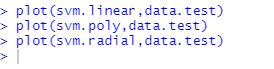 > plot(svm.linear,data.test)
> plot(svm.poly,data.test)
> plot(svm.radial,data.test)
>